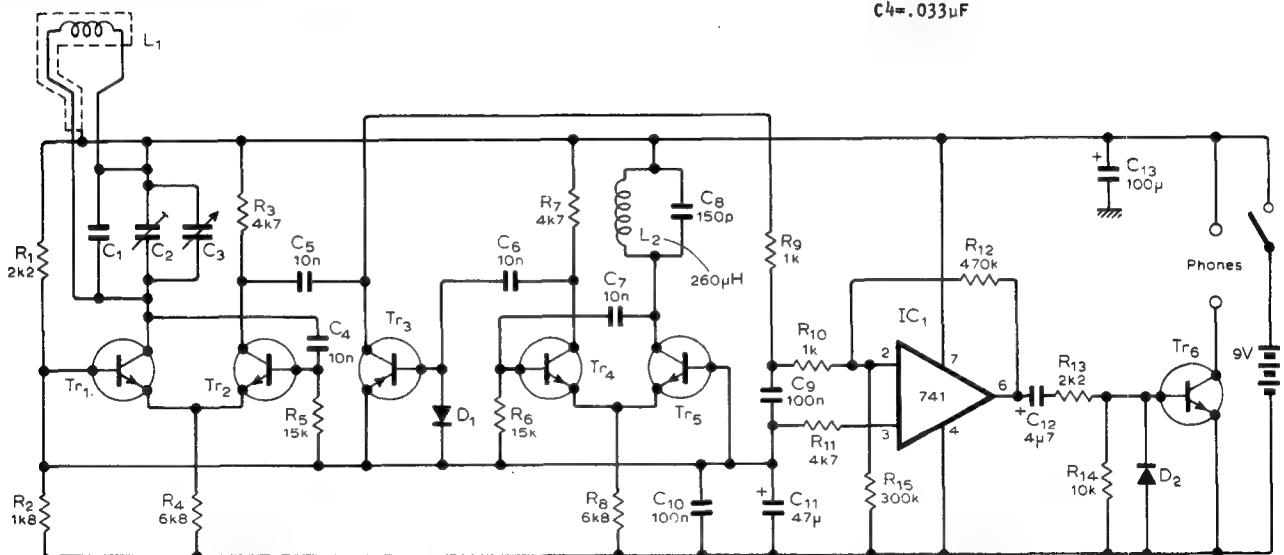 C4=.033µF
L1
C13
100µ
R3
4k7
R7
4k7
C8
150p
R1
2k2
C1
C2
C3
C5
10n
C6
10n
L2
260µH
R9
1k
R12
470k
Phones
C7
10n
C4
10n
Tr3
IC1
R10
1k
Tr6
9V
Tr1
Tr2
R5
15k
D1
R6
15k
Tr4
Tr5
C9
100n
2
7
741
6
3
4
R13
2k2
C12
4µ7
R11
4k7
R2
1k8
R4
6k8
R8
6k8
C10
100n
C11
47µ
R15
300k
R14
10k
D2